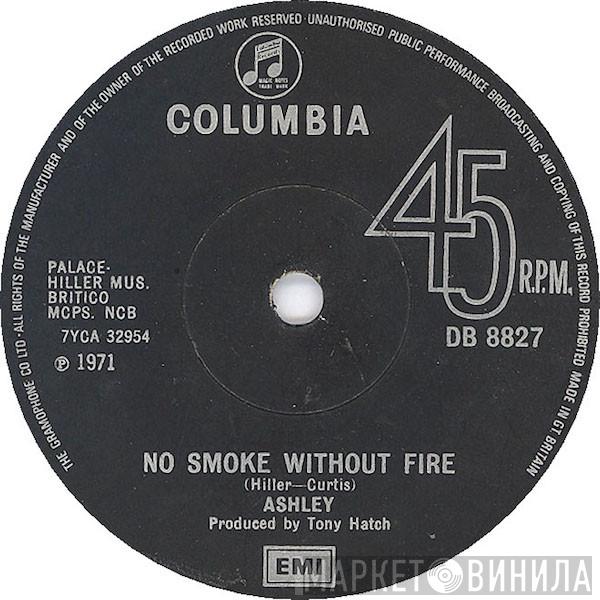 THE GRAMOPHONE CO LTD · ALL RIGHTS OF THE MANUFACTURER AND OF THE OWNER OF THE RECORDED WORK RESERVED · UNAUTHORISED PUBLIC PERFORMANCE BROADCASTING AND COPYING OF THIS RECORD PROHIBITED MADE IN GT. BRITAIN
Columbia
Records
MAGIC NOTES
TRADE MARK
COLUMBIA
45 R.P.M.
DB 8827
PALACE-
HILLER MUS.
BRITICO
MCPS. NCB
7YCA 32954
℗ 1971
NO SMOKE WITHOUT FIRE
(Hiller—Curtis)
ASHLEY
Produced by Tony Hatch
EMI
МАРКЕТ ВИНИЛА